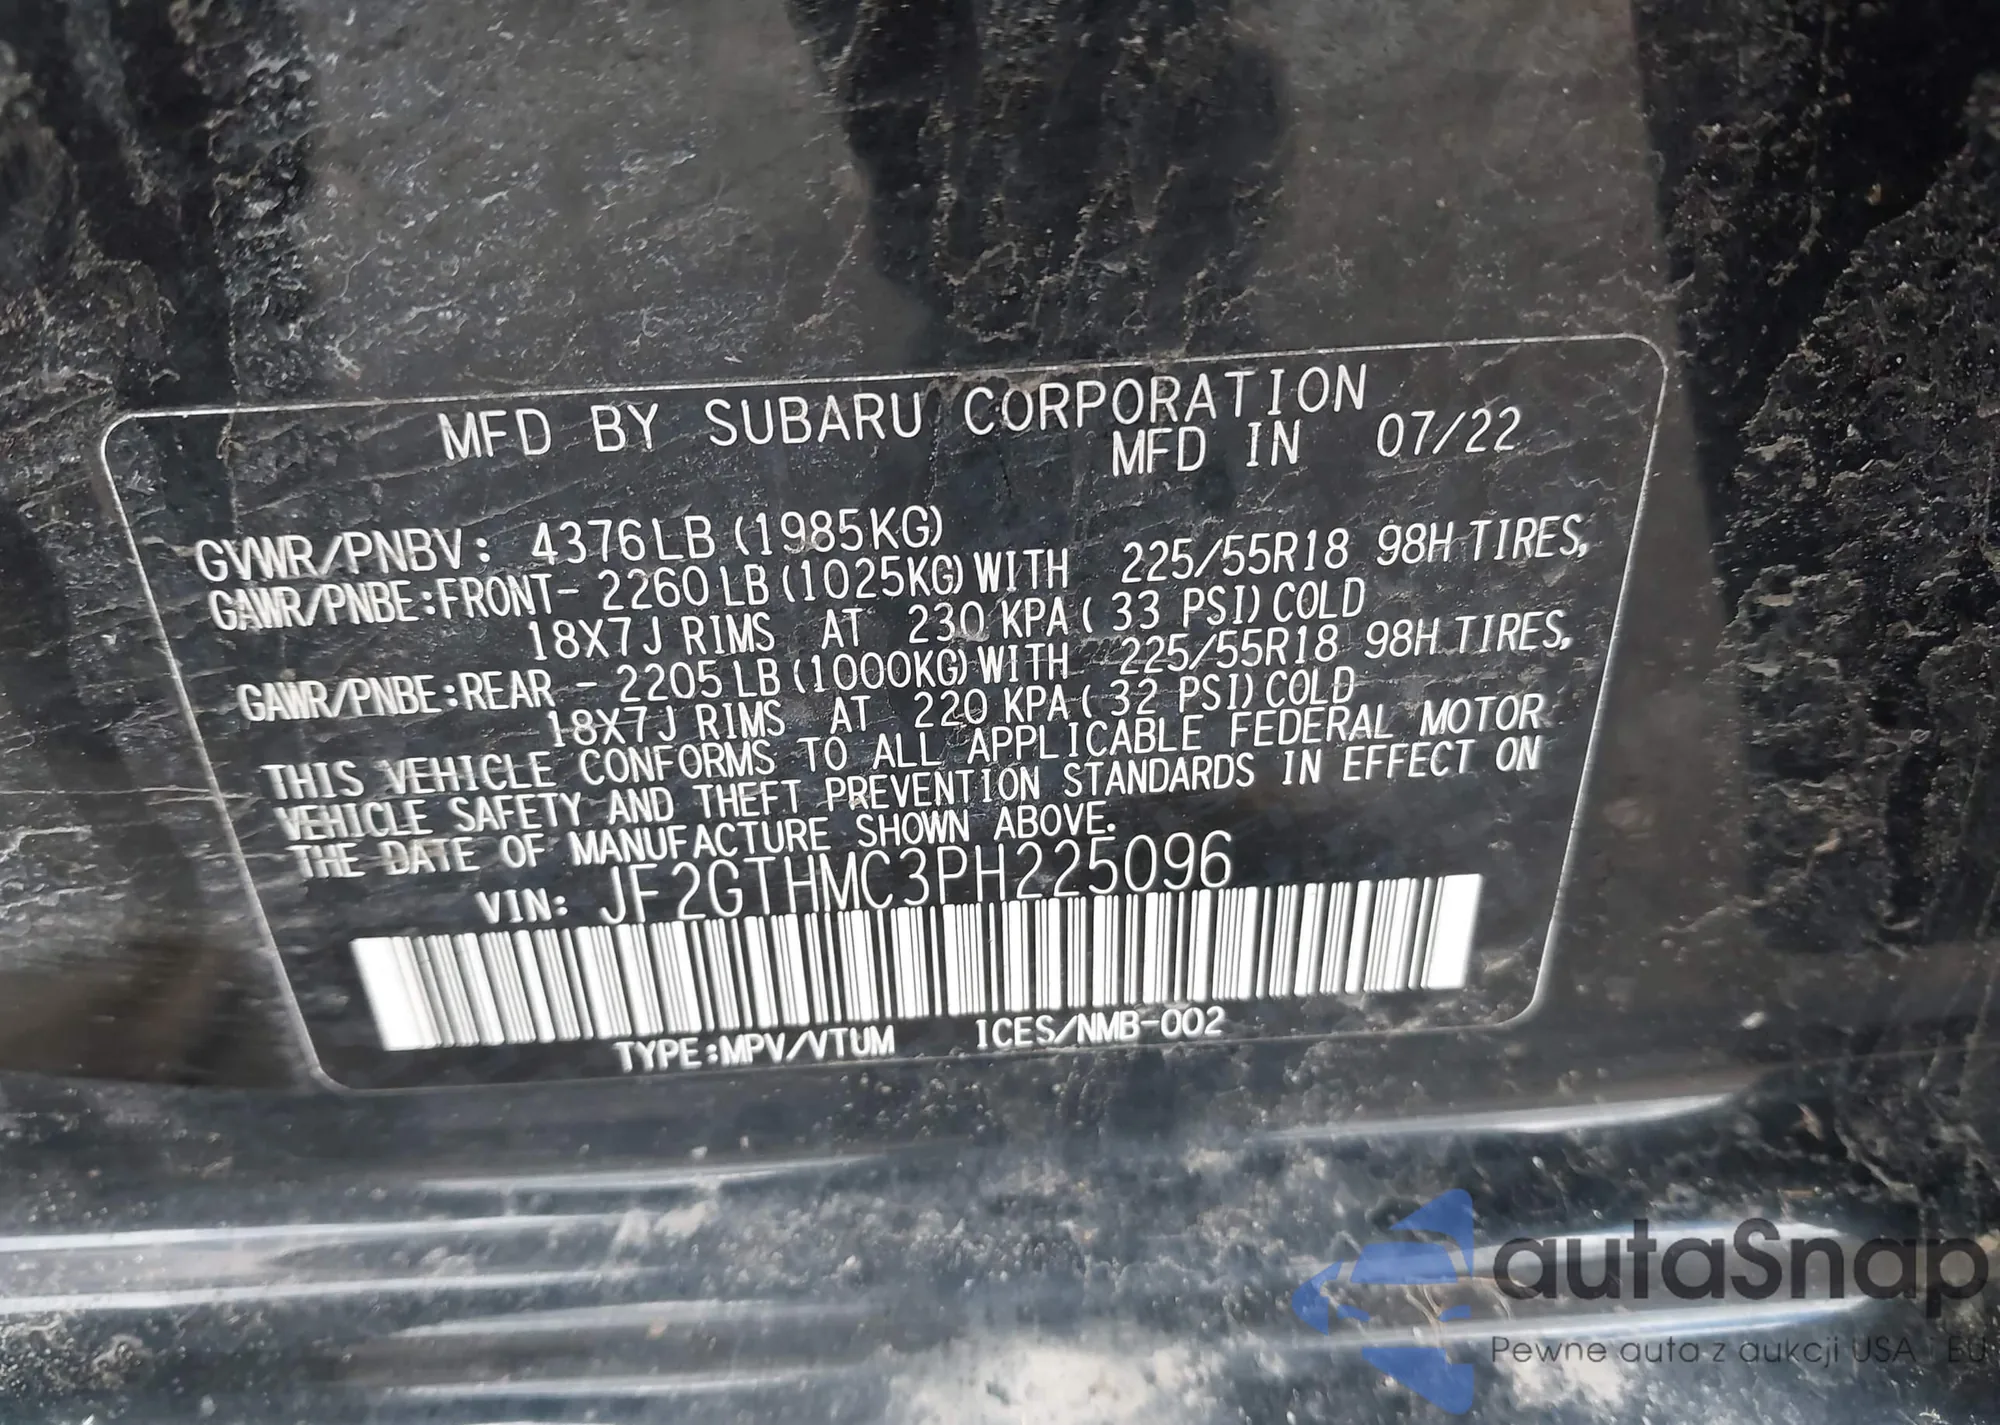 MFD BY SUBARU CORPORATION
MFD IN 07/22
GVWR/PNBV: 4376LB (1985KG)
GAWR/PNBE:FRONT- 2260LB (1025KG) WITH 225/55R18 98H TIRES,
18X7J RIMS AT 230 KPA( 33 PSI) COLD
GAWR/PNBE:REAR - 2205LB (1000KG) WITH 225/55R18 98H TIRES,
18X7J RIMS AT 220 KPA( 32 PSI) COLD
THIS VEHICLE CONFORMS TO ALL APPLICABLE FEDERAL MOTOR
VEHICLE SAFETY AND THEFT PREVENTION STANDARDS IN EFFECT ON
THE DATE OF MANUFACTURE SHOWN ABOVE.
VIN: JF2GTHMC3PH225096
TYPE:MPV/VTUM ICES/NMB-002
autaSnap
Pewne auta z aukcji USA i EU